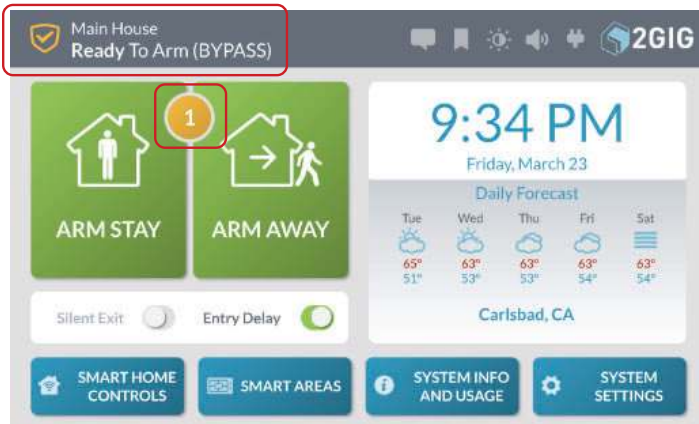 Main House
Ready To Arm (BYPASS)
2GIG
1
ARM STAY
ARM AWAY
9:34 PM
Friday, March 23
Daily Forecast
Tue Wed Thu Fri Sat
65° 63° 63° 63° 63°
51° 53° 53° 54° 54°
Carlsbad, CA
Silent Exit
Entry Delay
SMART HOME
CONTROLS
SMART AREAS
SYSTEM INFO
AND USAGE
SYSTEM
SETTINGS